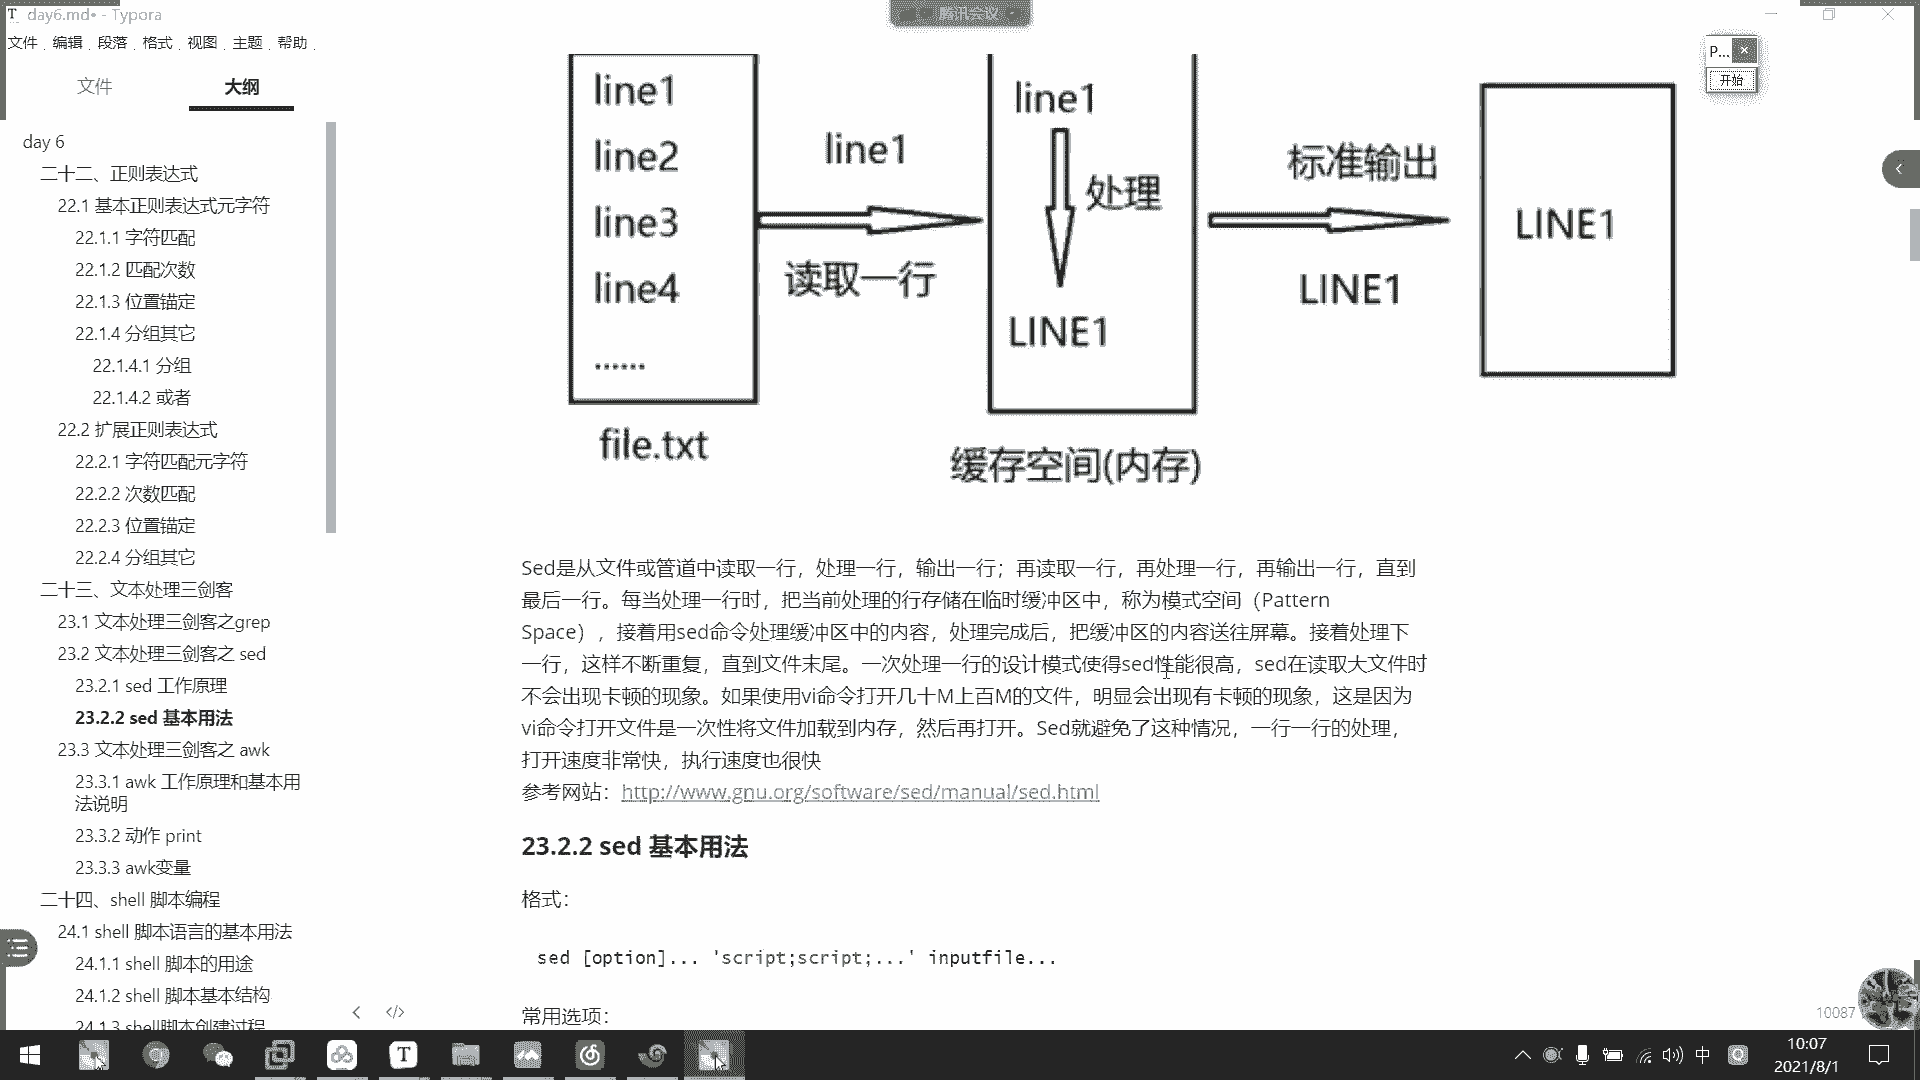 day6.md• - Typora
腾讯会议
文件 编辑 段落 格式 视图 主题 帮助
P...
开始
文件
大纲
day 6
二十二、正则表达式
22.1 基本正则表达式元字符
22.1.1 字符匹配
22.1.2 匹配次数
22.1.3 位置锚定
22.1.4 分组其它
22.1.4.1 分组
22.1.4.2 或者
22.2 扩展正则表达式
22.2.1 字符匹配元字符
22.2.2 次数匹配
22.2.3 位置锚定
22.2.4 分组其它
二十三、文本处理三剑客
23.1 文本处理三剑客之grep
23.2 文本处理三剑客之 sed
23.2.1 sed 工作原理
23.2.2 sed 基本用法
23.3 文本处理三剑客之 awk
23.3.1 awk 工作原理和基本用
法说明
23.3.2 动作 print
23.3.3 awk变量
二十四、shell 脚本编程
24.1 shell 脚本语言的基本用法
24.1.1 shell 脚本的用途
24.1.2 shell 脚本基本结构
24.1.3 shell脚本创建过程
line1
line2
line3
line4
......
file.txt
line1
读取一行
line1
处理
LINE1
缓存空间(内存)
标准输出
LINE1
LINE1
Sed是从文件或管道中读取一行，处理一行，输出一行；再读取一行，再处理一行，再输出一行，直到
最后一行。每当处理一行时，把当前处理的行存储在临时缓冲区中，称为模式空间（Pattern
Space），接着用sed命令处理缓冲区中的内容，处理完成后，把缓冲区的内容送往屏幕。接着处理下
一行，这样不断重复，直到文件末尾。一次处理一行的设计模式使得sed性能很高，sed在读取大文件时
不会出现卡顿的现象。如果使用vi命令打开几十M上百M的文件，明显会出现有卡顿的现象，这是因为
vi命令打开文件是一次性将文件加载到内存，然后再打开。Sed就避免了这种情况，一行一行的处理，
打开速度非常快，执行速度也很快
参考网站：http://www.gnu.org/software/sed/manual/sed.html
23.2.2 sed 基本用法
格式：
sed [option]... 'script;script;...' inputfile...
常用选项：
10087
中
10:07
2021/8/1